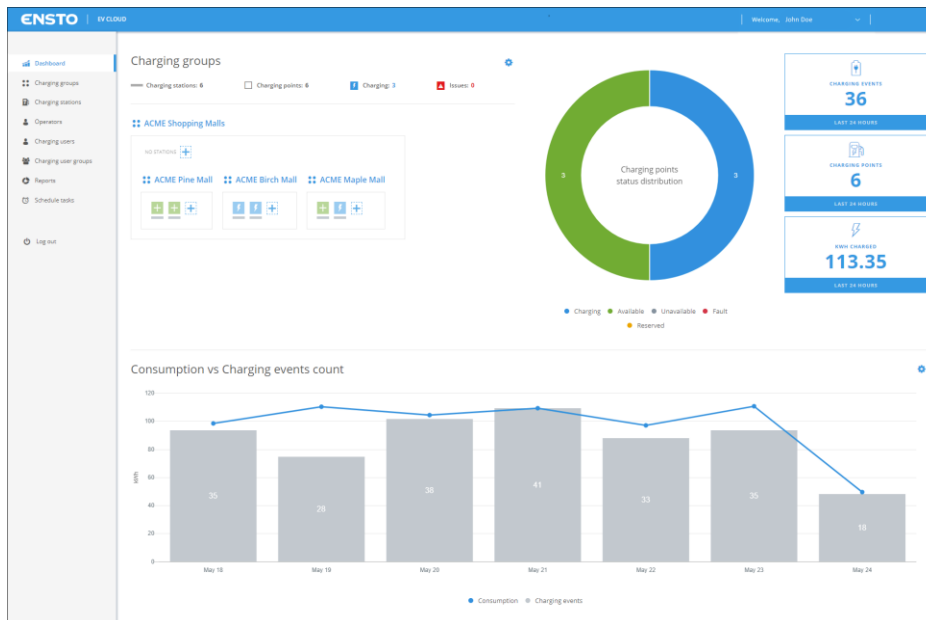 ENSTO | EV CLOUD
Welcome, John Doe
Dashboard
Charging groups
Charging stations
Operators
Charging users
Charging user groups
Reports
Schedule tasks
Log out
Charging groups
Charging stations: 6
Charging points: 6
Charging: 3
Issues: 0
ACME Shopping Malls
NO STATIONS
ACME Pine Mall
ACME Birch Mall
ACME Maple Mall
3
Charging points
status distribution
3
Charging
Available
Unavailable
Fault
Reserved
CHARGING EVENTS
36
LAST 24 HOURS
CHARGING POINTS
6
LAST 24 HOURS
KWH CHARGED
113.35
LAST 24 HOURS
Consumption vs Charging events count
kWh
120
100
80
60
40
20
0
35
28
38
41
33
35
18
May 18
May 19
May 20
May 21
May 22
May 23
May 24
Consumption
Charging events